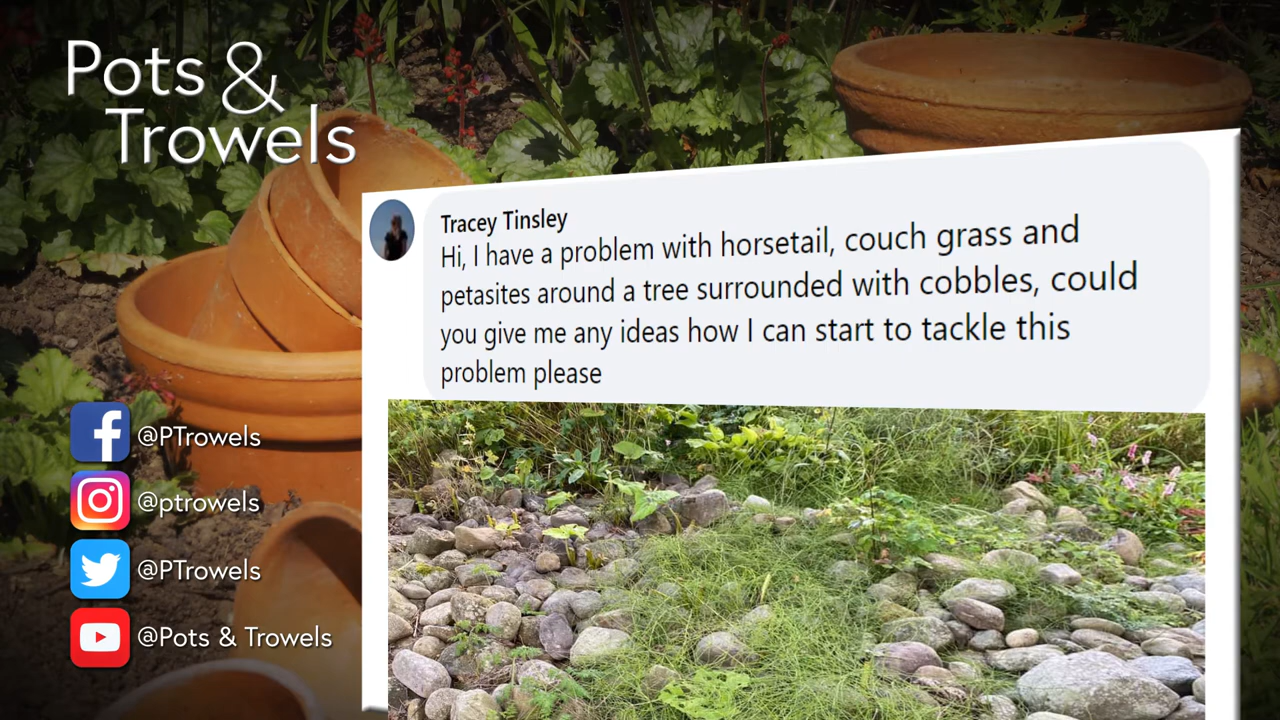 Pots &
Trowels
Tracey Tinsley
Hi, I have a problem with horsetail, couch grass and
petasites around a tree surrounded with cobbles, could
you give me any ideas how I can start to tackle this
problem please
@PTrowels
@ptrowels
@PTrowels
@Pots & Trowels